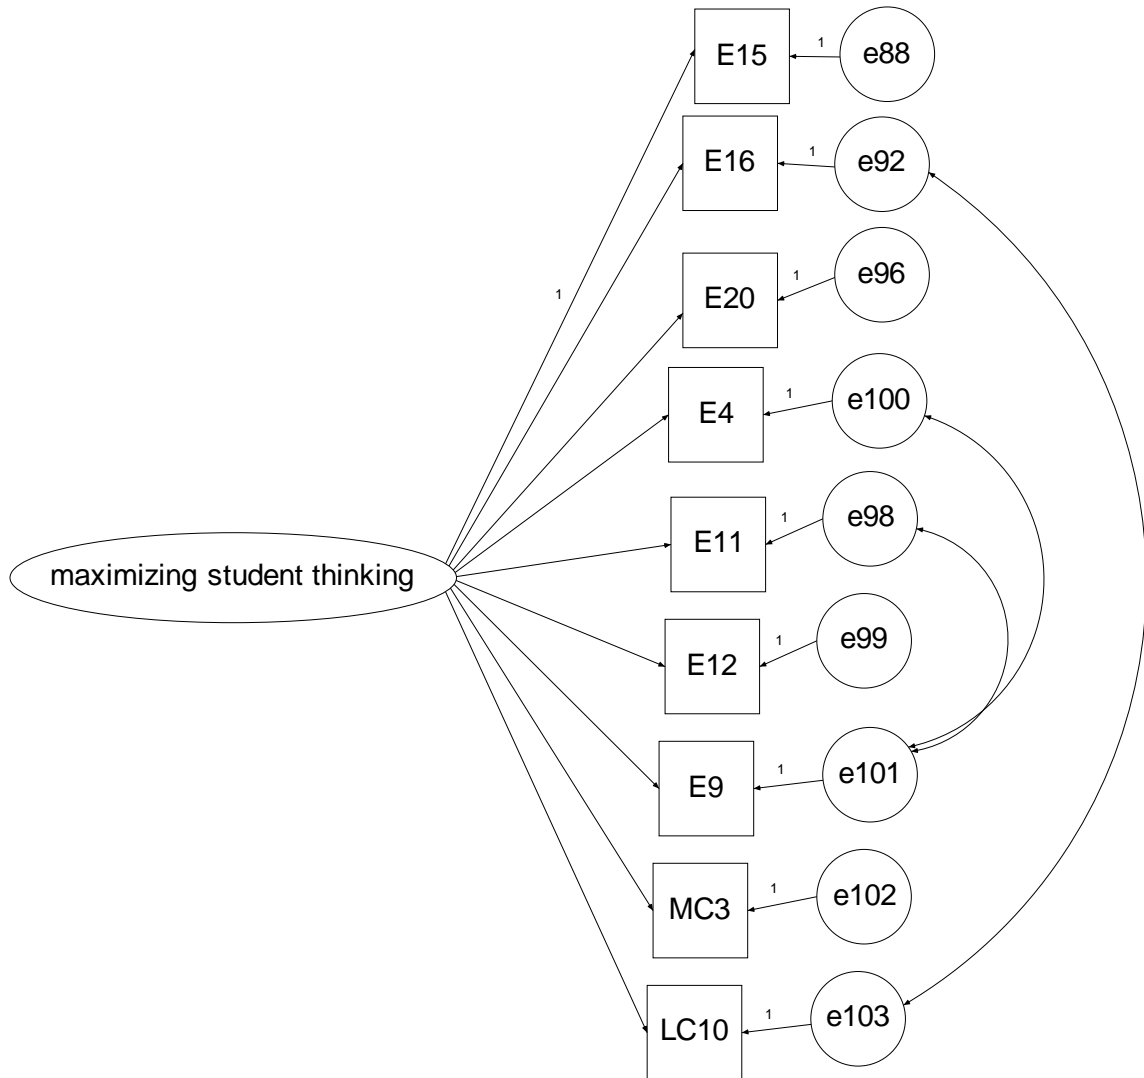 E15
1
e88
E16
1
e92
E20
1
e96
1
E4
1
e100
E11
1
e98
maximizing student thinking
E12
1
e99
E9
1
e101
MC3
1
e102
LC10
1
e103